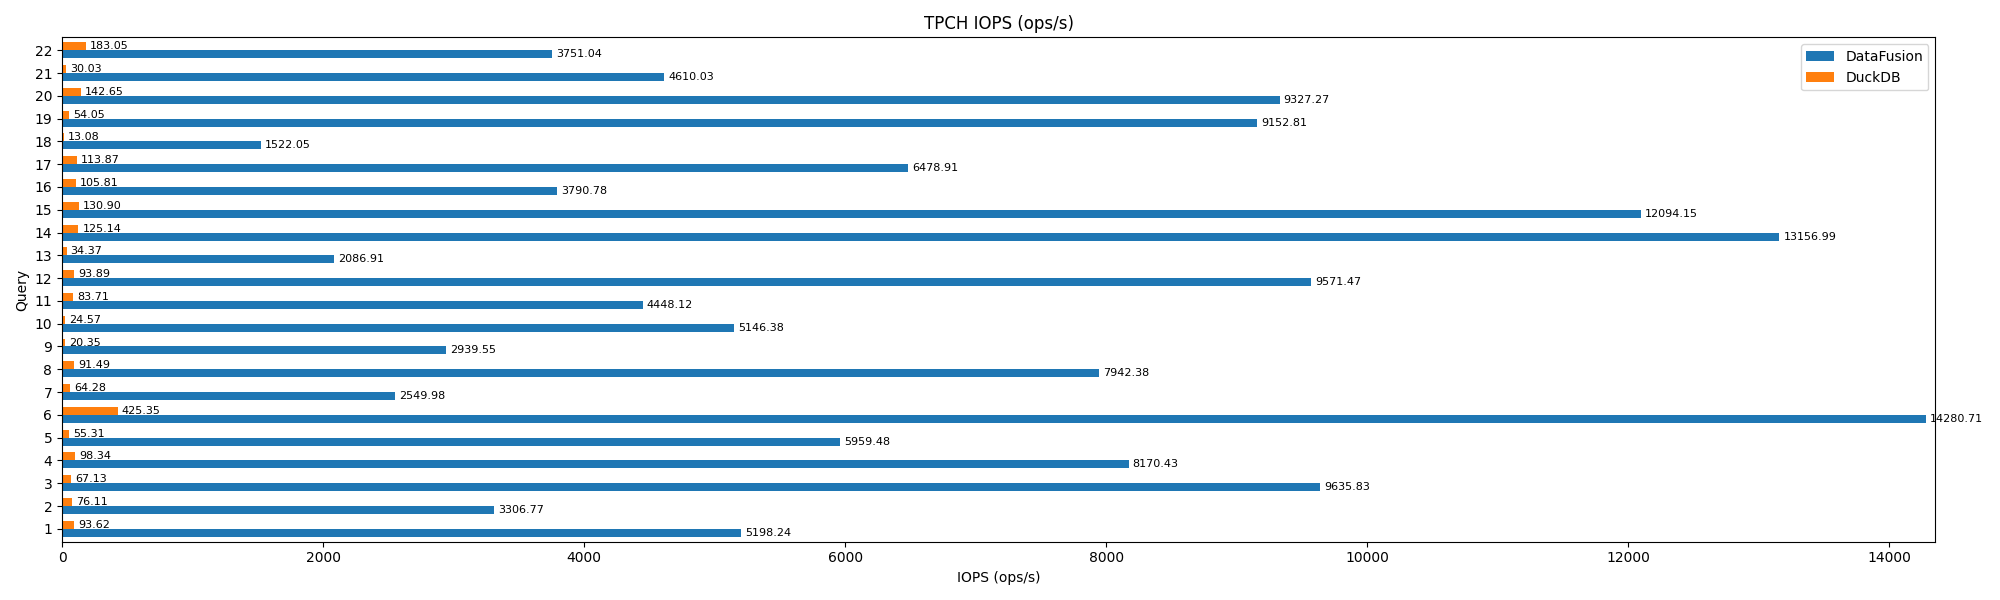 TPCH IOPS (ops/s)
DataFusion
DuckDB
Query
22 183.05 3751.04
21 30.03 4610.03
20 142.65 9327.27
19 54.05 9152.81
18 13.08 1522.05
17 113.87 6478.91
16 105.81 3790.78
15 130.90 12094.15
14 125.14 13156.99
13 34.37 2086.91
12 93.89 9571.47
11 83.71 4448.12
10 24.57 5146.38
9 20.35 2939.55
8 91.49 7942.38
7 64.28 2549.98
6 425.35 14280.71
5 55.31 5959.48
4 98.34 8170.43
3 67.13 9635.83
2 76.11 3306.77
1 93.62 5198.24
0 2000 4000 6000 8000 10000 12000 14000
IOPS (ops/s)